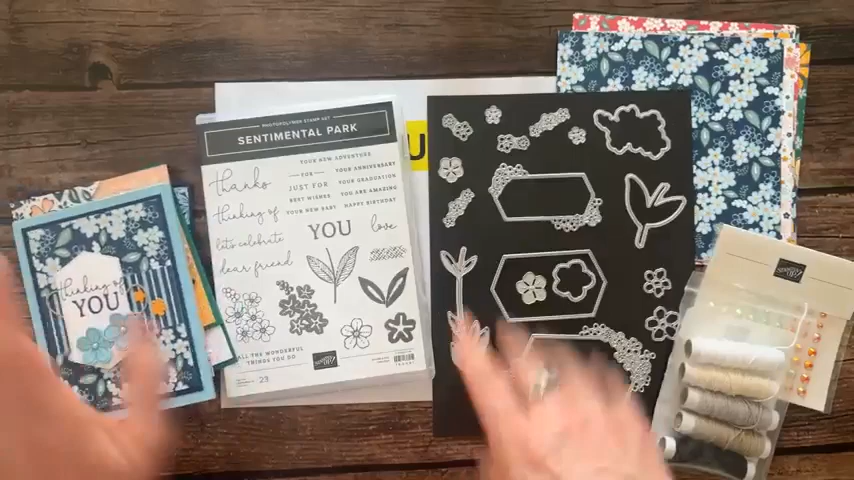 PHOTOPOLYMER STAMP SET
SENTIMENTAL PARK
thanks
YOUR NEW ADVENTURE
FOR
YOUR ANNIVERSARY
JUST FOR
YOUR GRADUATION
BEST WISHES
YOU ARE AMAZING
YOUR NEW BABY
HAPPY BIRTHDAY
thinking of
YOU
love
let's celebrate
dear friend
ALL THE WONDERFUL
THINGS YOU DO
23
U
thinking of
YOU